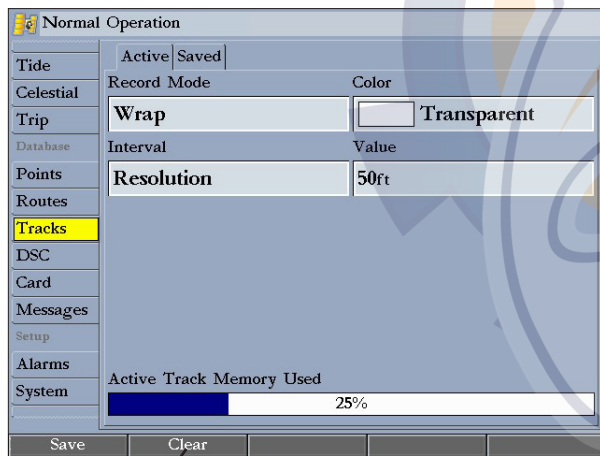 Normal Operation
Tide
Celestial
Trip
Database
Points
Routes
Tracks
DSC
Card
Messages
Setup
Alarms
System
Active Saved
Record Mode Color
Wrap Transparent
Interval Value
Resolution 50ft
Active Track Memory Used
25%
Save Clear